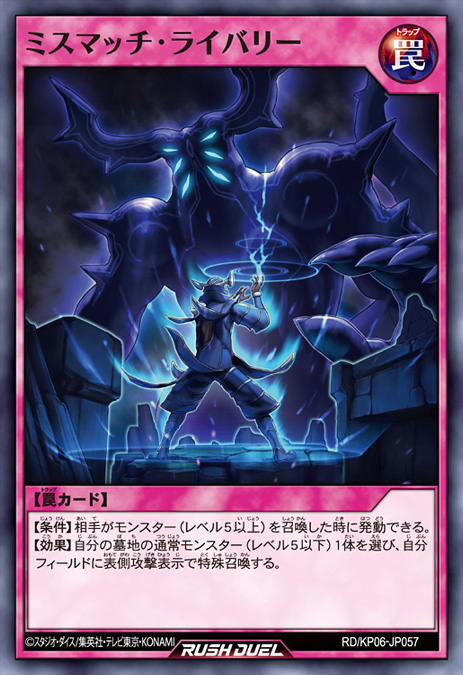 ミスマッチ・ライバリー
トラップ
罠
トラップ
【罠カード】
【条件】相手がモンスター(レベル5以上)を召喚した時に発動できる。
【効果】自分の墓地の通常モンスター(レベル5以下)1体を選び、自分
フィールドに表側攻撃表示で特殊召喚する。
©スタジオ・ダイス/集英社・テレビ東京・KONAMI
RUSH DUEL
RD/KP06-JP057